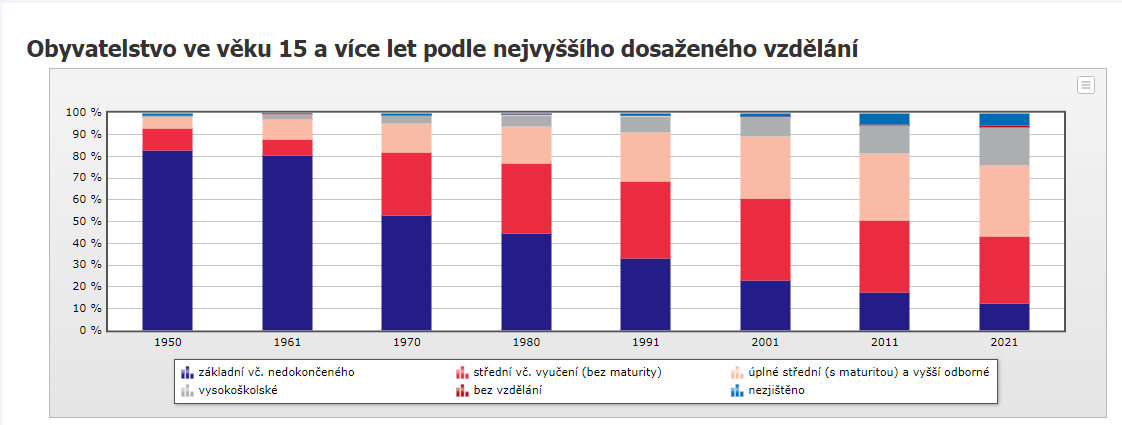 Obyvatelstvo ve věku 15 a více let podle nejvyššího dosaženého vzdělání
100 %
90 %
80 %
70 %
60 %
50 %
40 %
30 %
20 %
10 %
0 %
1950 1961 1970 1980 1991 2001 2011 2021
základní vč. nedokončeného střední vč. vyučení (bez maturity) úplné střední (s maturitou) a vyšší odborné
vysokoškolské bez vzdělání nezjištěno